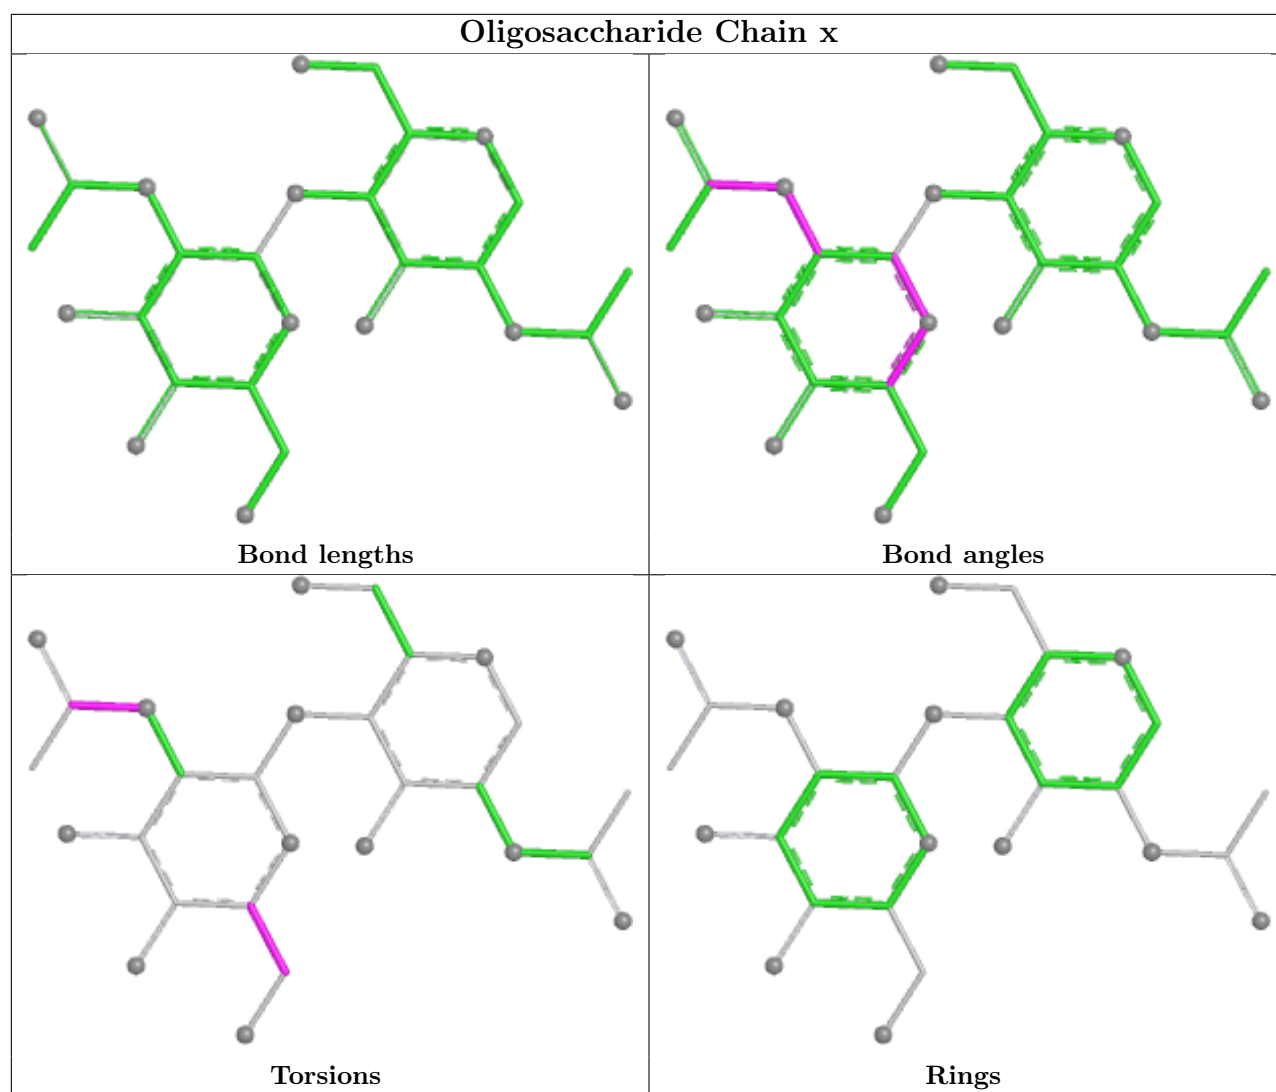 Oligosaccharide Chain x
Bond lengths
Bond angles
Torsions
Rings